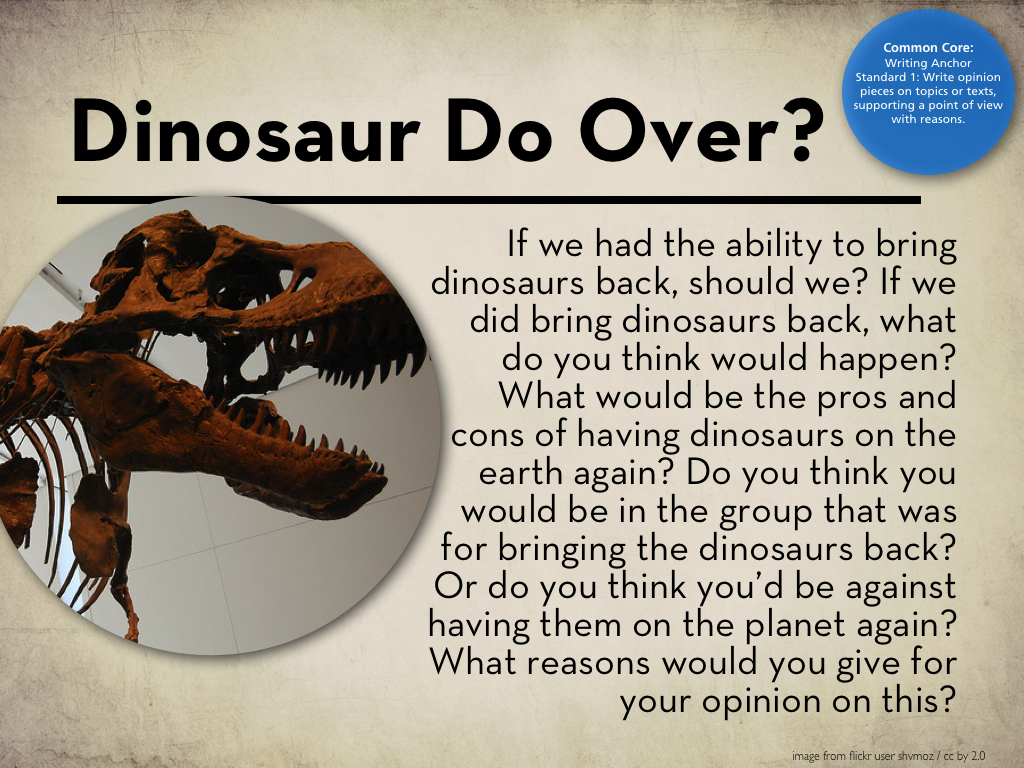 Common Core:
Writing Anchor
Standard 1: Write opinion
pieces on topics or texts,
supporting a point of view
with reasons.
Dinosaur Do Over?
If we had the ability to bring
dinosaurs back, should we? If we
did bring dinosaurs back, what
do you think would happen?
What would be the pros and
cons of having dinosaurs on the
earth again? Do you think you
would be in the group that was
for bringing the dinosaurs back?
Or do you think you’d be against
having them on the planet again?
What reasons would you give for
your opinion on this?
image from flickr user shvmoz / cc by 2.0